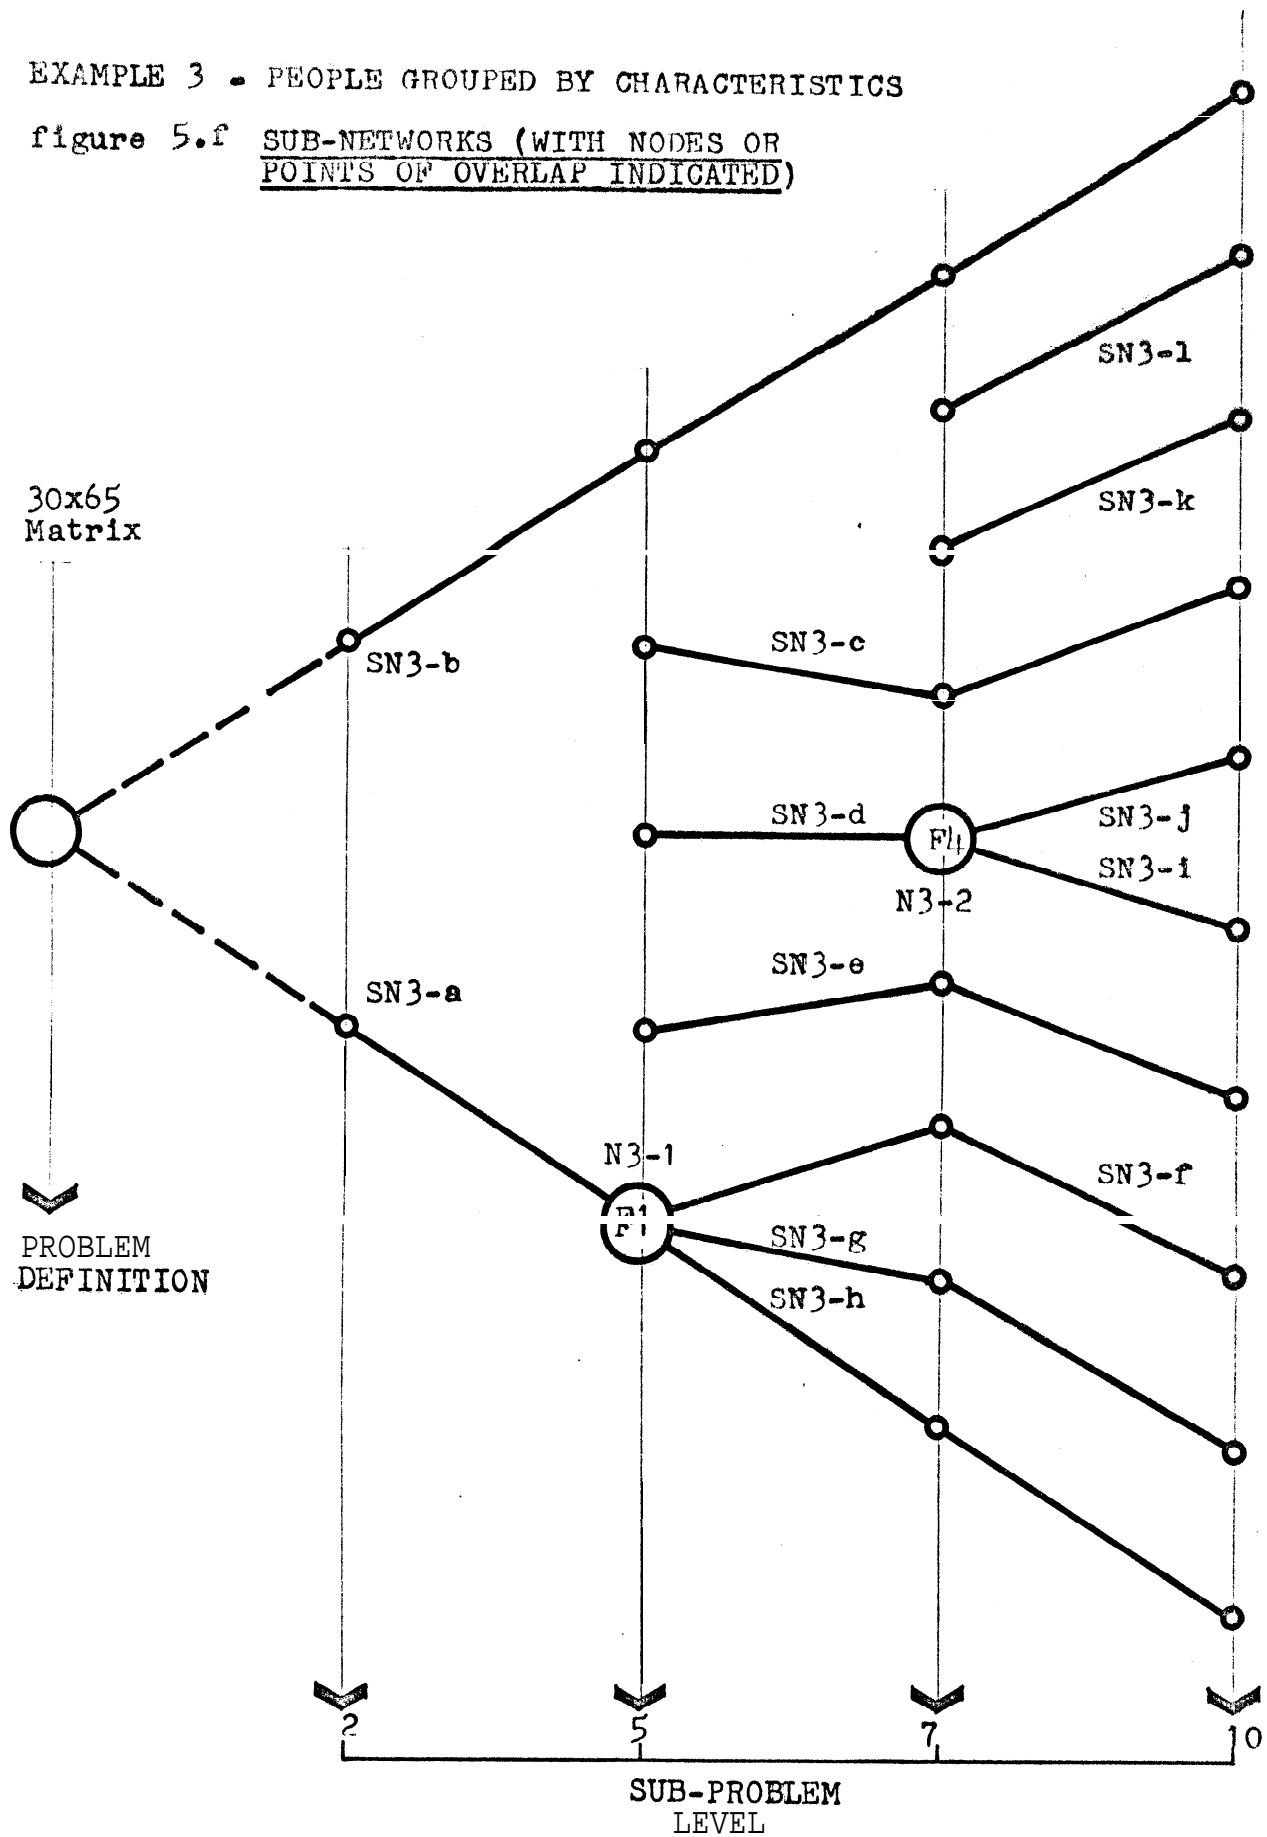 EXAMPLE 3 - PEOPLE GROUPED BY CHARACTERISTICS
figure 5.f SUB-NETWORKS (WITH NODES OR
POINTS OF OVERLAP INDICATED)
SN3-l
30x65
Matrix
SN3-k
SN3-c
SN3-b
SN3-d
SN3-j
F4
SN3-i
N3-2
SN3-e
SN3-a
N3-1
SN3-f
F1
SN3-g
PROBLEM
DEFINITION
SN3-h
2 5 7 10
SUB-PROBLEM
LEVEL